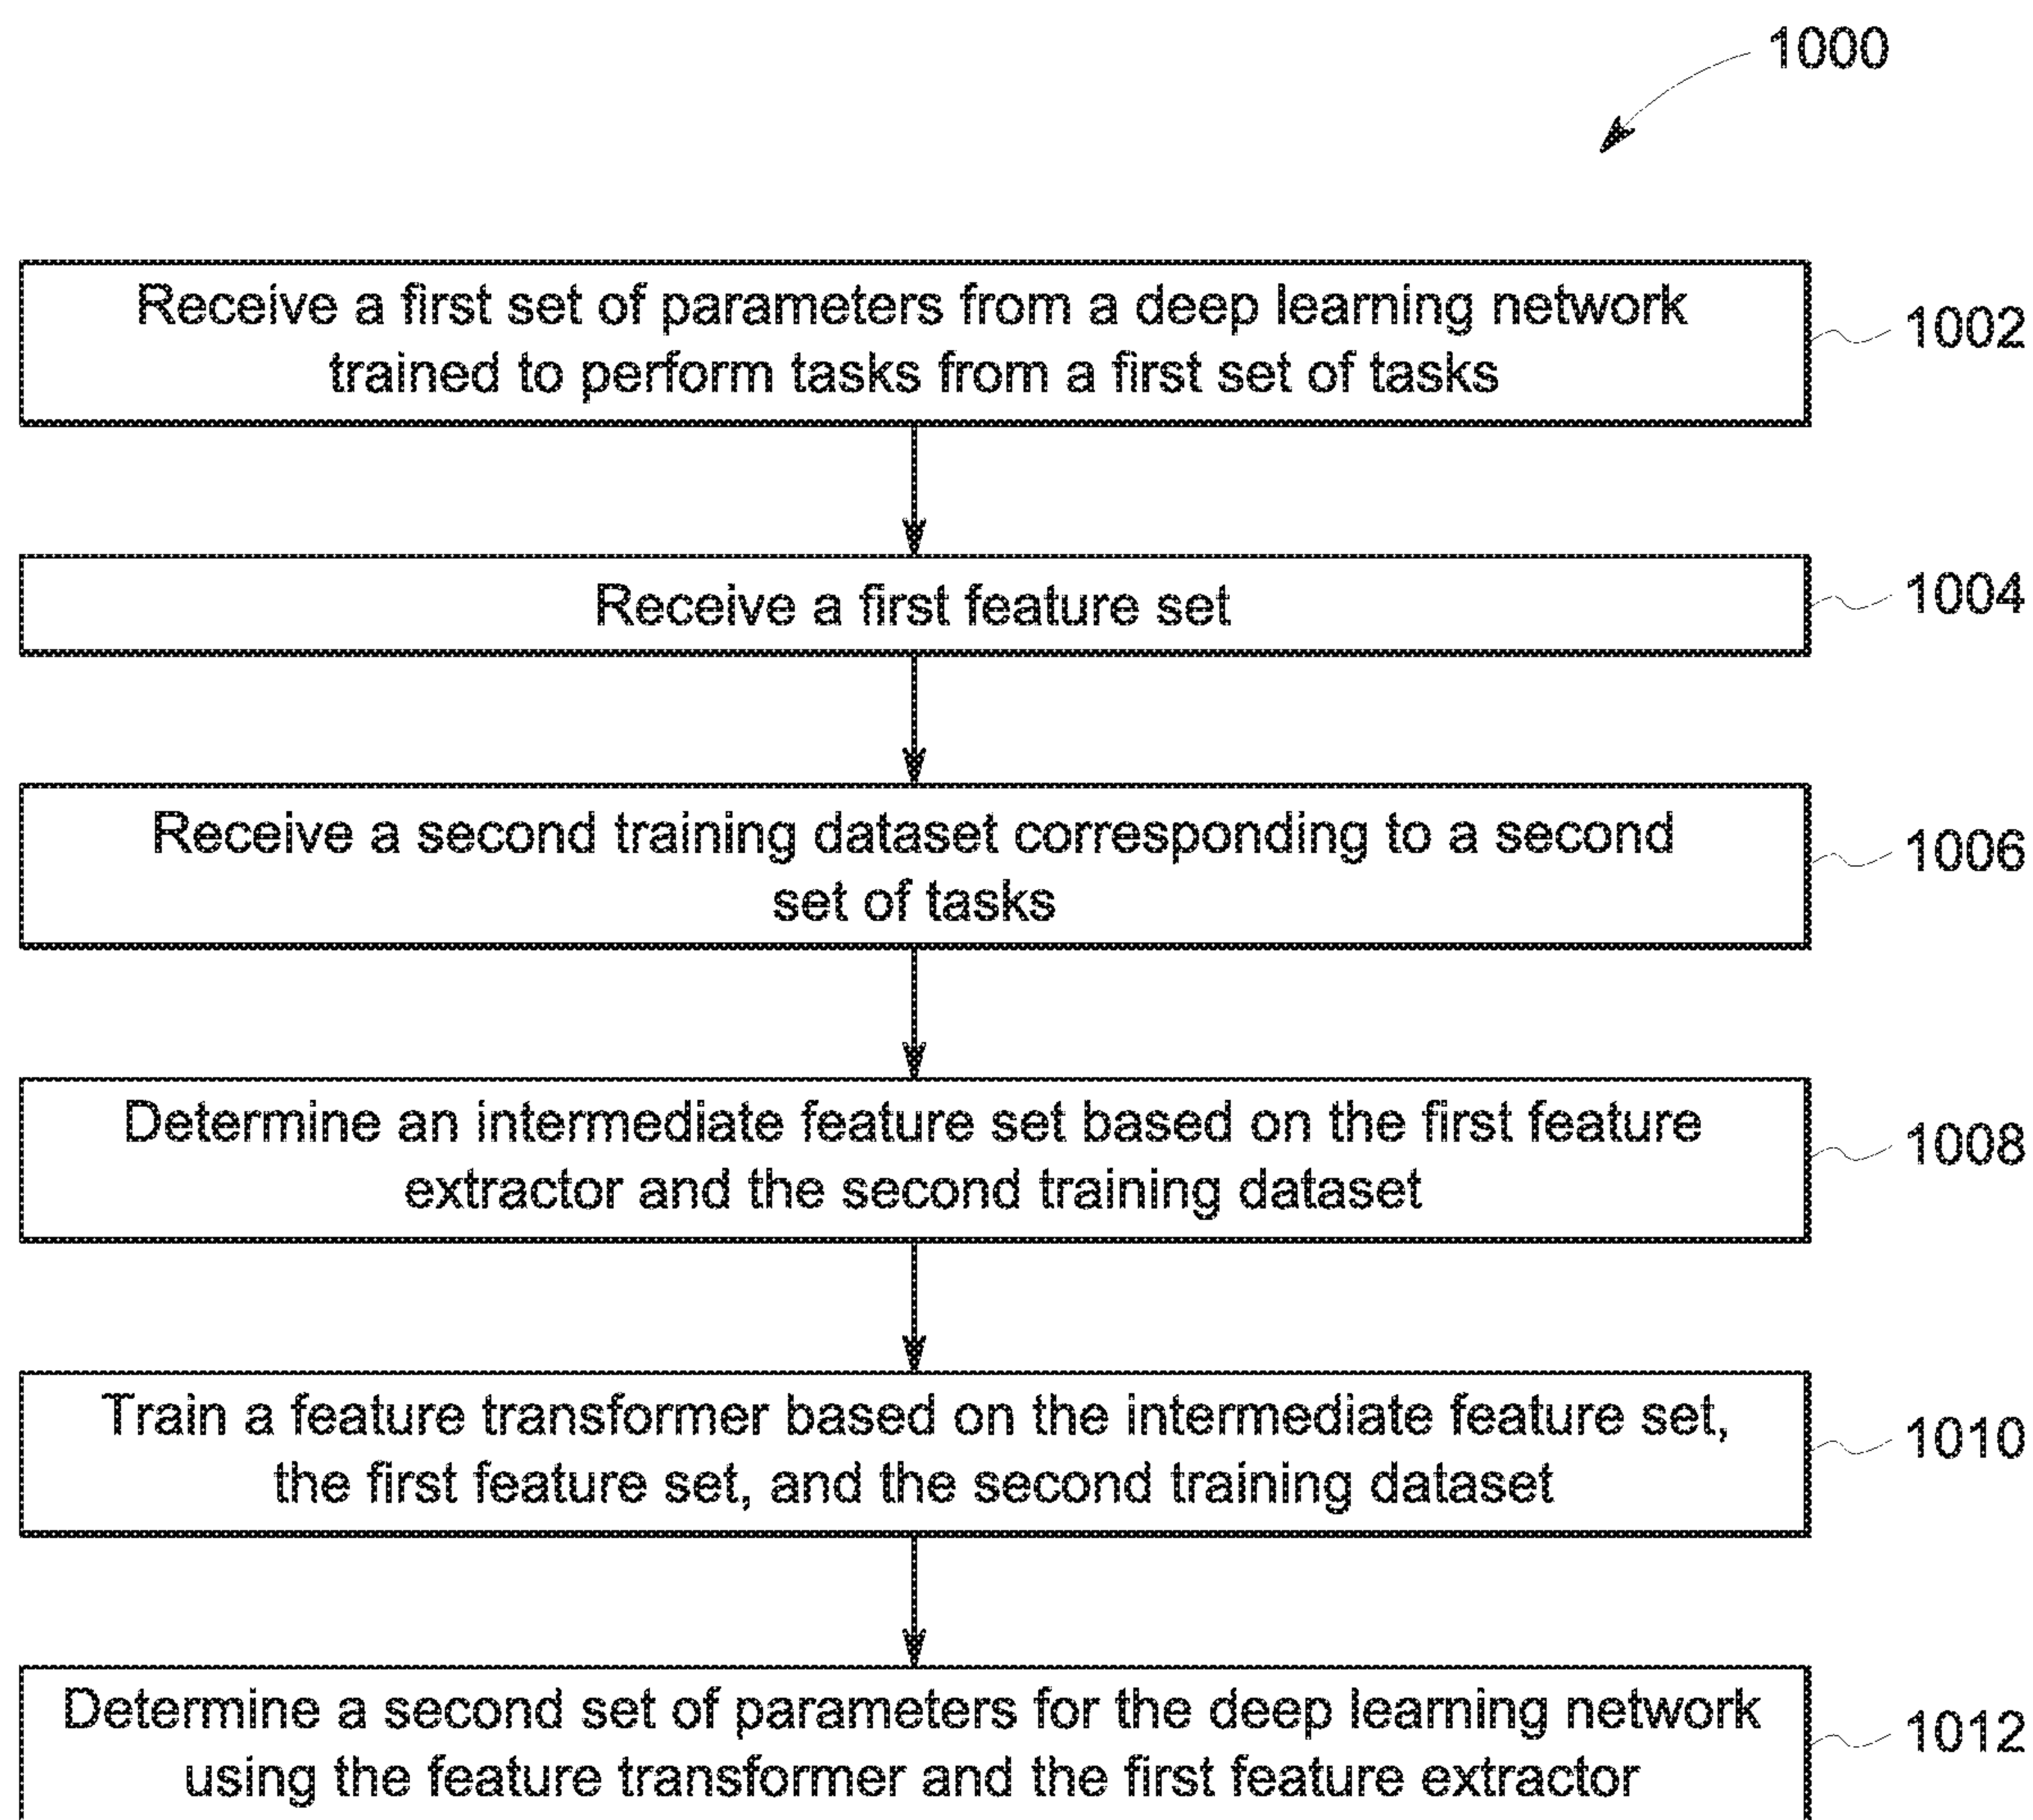 1000
Receive a first set of parameters from a deep learning network
trained to perform tasks from a first set of tasks
1002
Receive a first feature set
1004
Receive a second training dataset corresponding to a second
set of tasks
1006
Determine an intermediate feature set based on the first feature
extractor and the second training dataset
1008
Train a feature transformer based on the intermediate feature set,
the first feature set, and the second training dataset
1010
Determine a second set of parameters for the deep learning network
using the feature transformer and the first feature extractor
1012